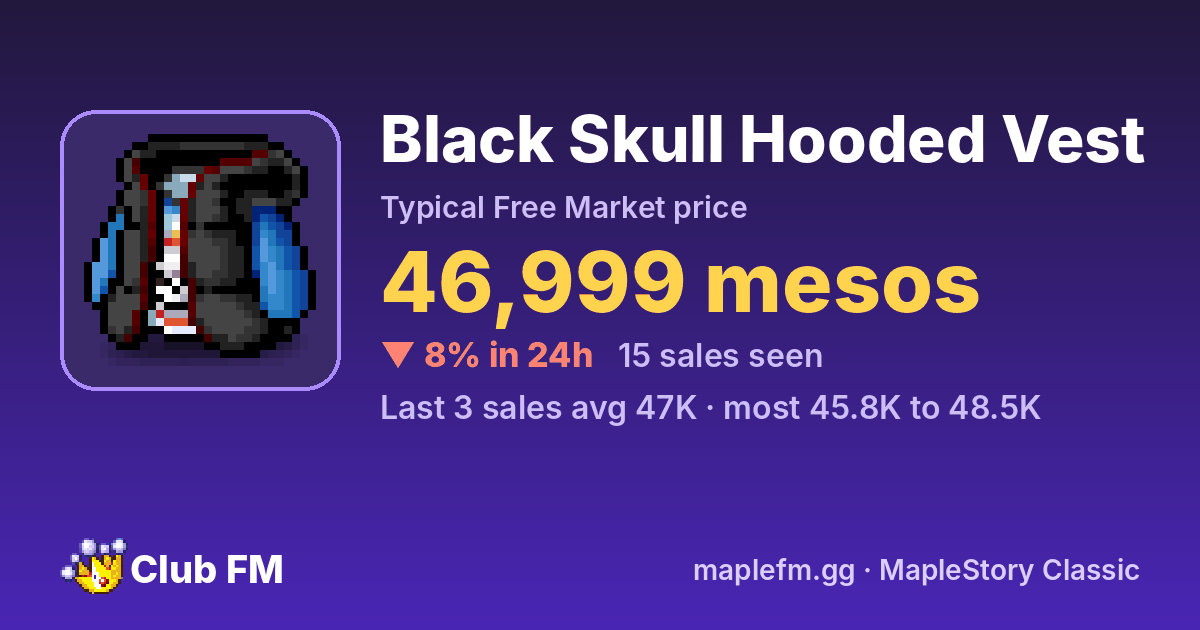 Black Skull Hooded Vest
Typical Free Market price
46,999 mesos
▼ 8% in 24h 15 sales seen
Last 3 sales avg 47K · most 45.8K to 48.5K
Club FM
maplefm.gg · MapleStory Classic